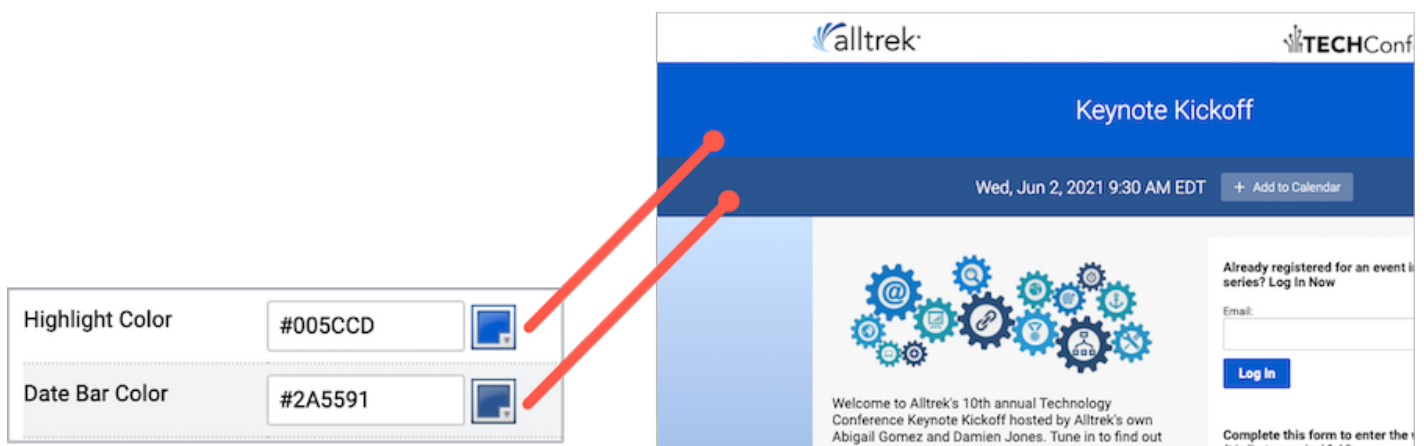 alltrek
TECHConf
Keynote Kickoff
Wed, Jun 2, 2021 9:30 AM EDT
+ Add to Calendar
Highlight Color
#005CCD
Date Bar Color
#2A5591
@
Welcome to Alltrek's 10th annual Technology
Conference Keynote Kickoff hosted by Alltrek's own
Abigail Gomez and Damien Jones. Tune in to find out
Already registered for an event i
series? Log In Now
Email:
Log In
Complete this form to enter the